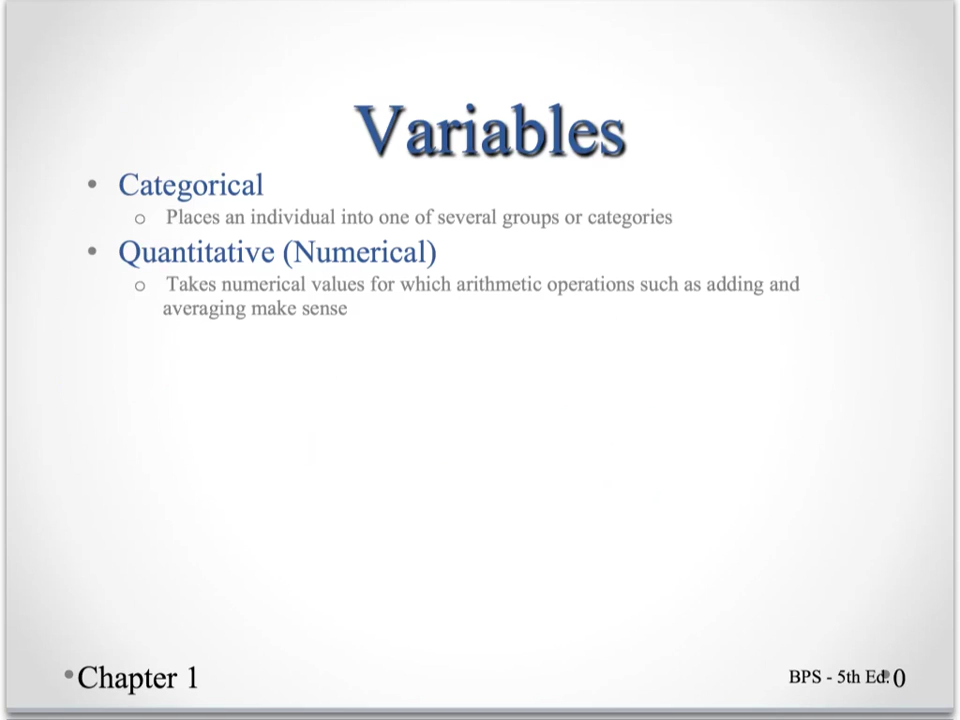 Variables
• Categorical
o Places an individual into one of several groups or categories
• Quantitative (Numerical)
o Takes numerical values for which arithmetic operations such as adding and
averaging make sense
•Chapter 1
BPS - 5th Ed.
•0